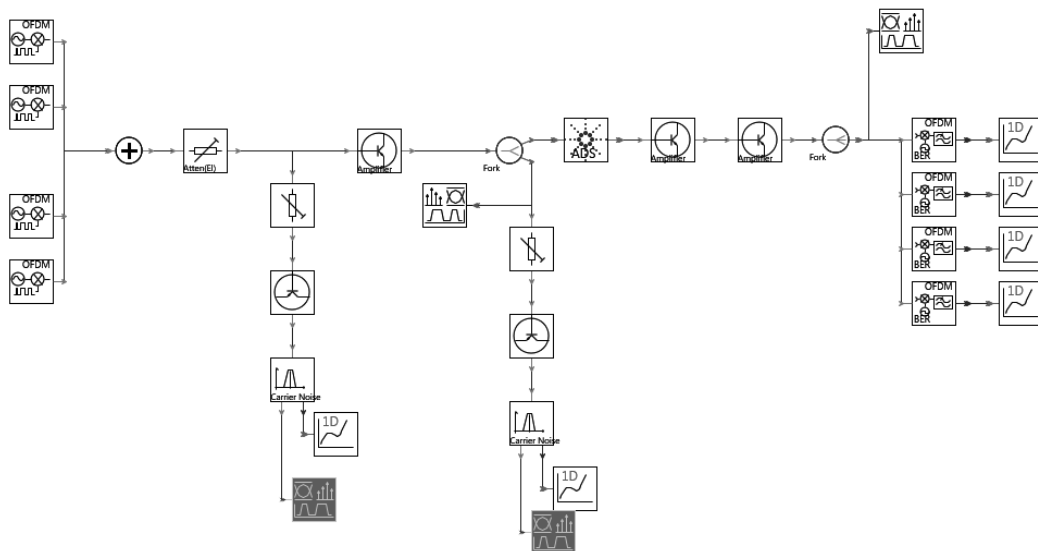 OFDM
OFDM
OFDM
OFDM
Atten(El)
Amplifier
Fork
ADS
Amplifier
Amplifier
Fork
OFDM
BER
1D
OFDM
BER
1D
OFDM
BER
1D
OFDM
BER
1D
Carrier Noise
1D
Carrier Noise
1D